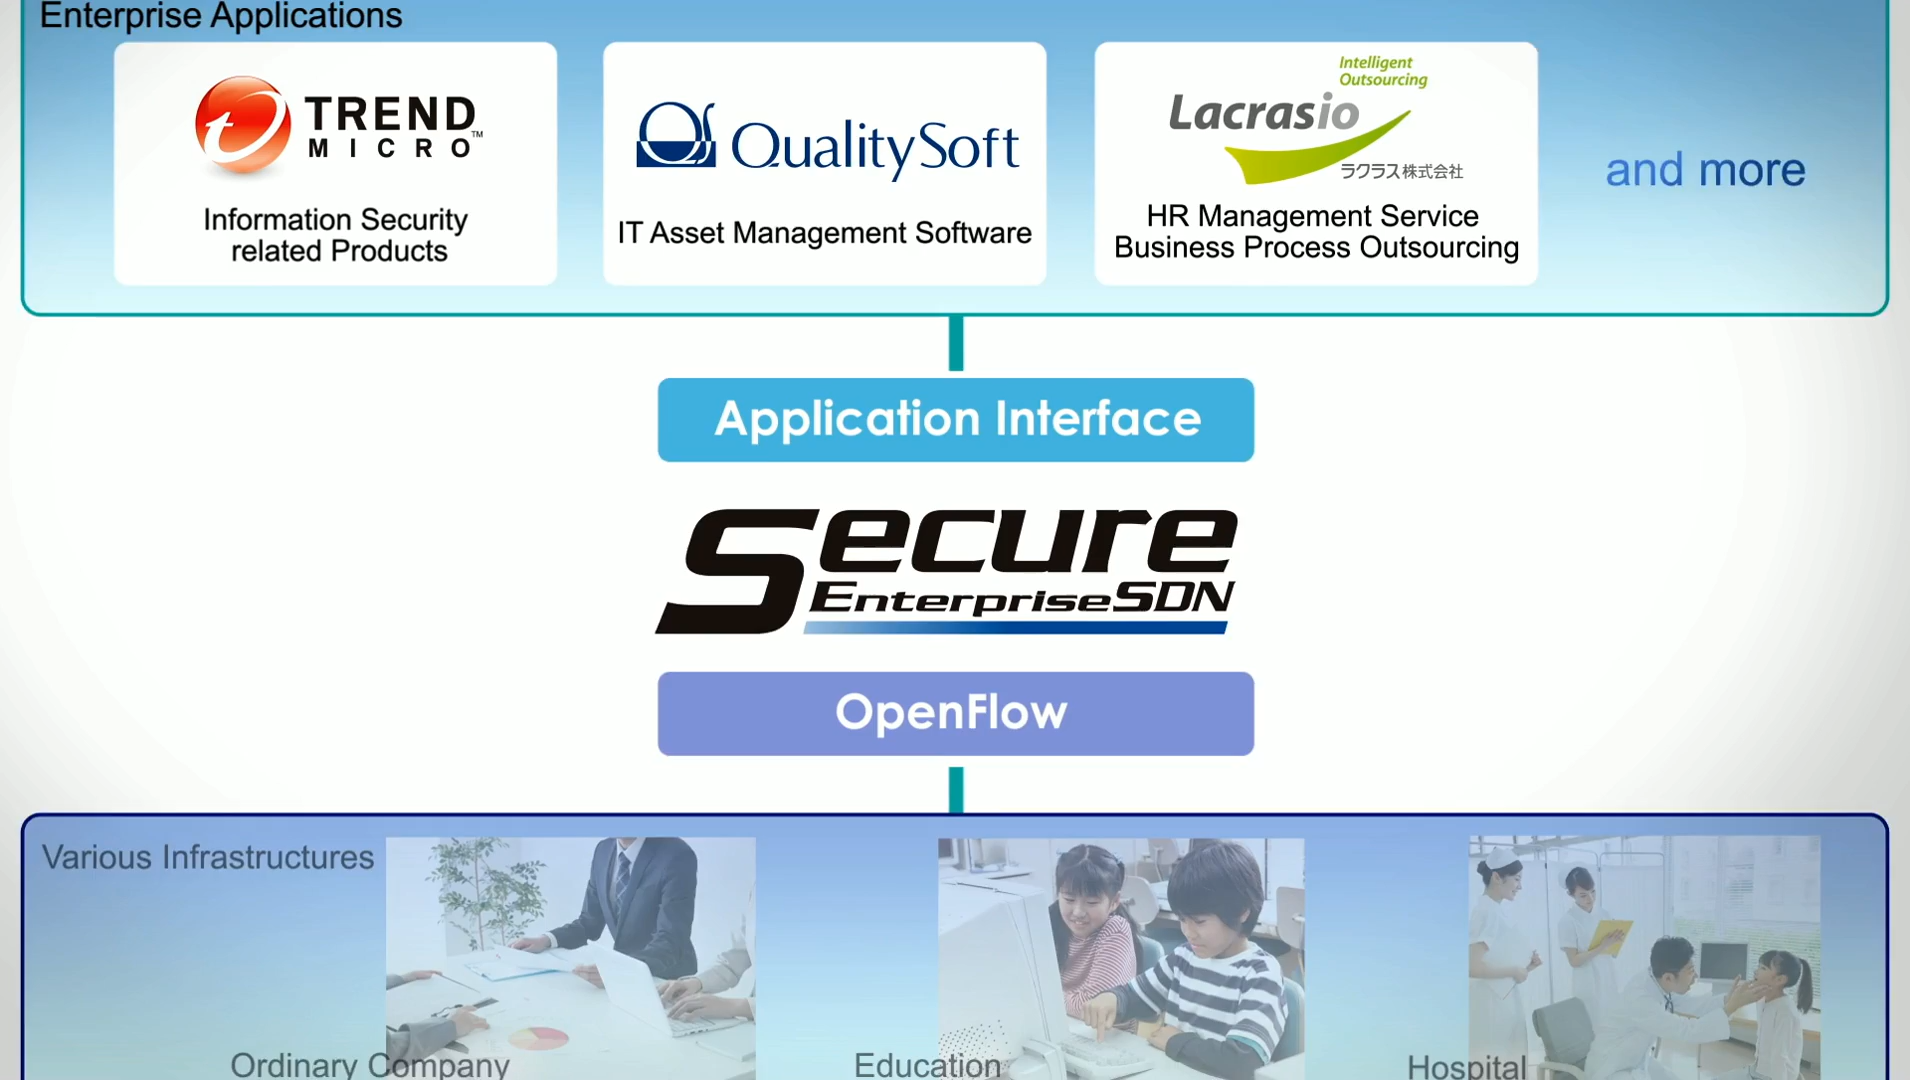 Enterprise Applications
TREND
MICRO™
Information Security
related Products
QualitySoft
IT Asset Management Software
Intelligent
Outsourcing
Lacrasio
ラクラス株式会社
HR Management Service
Business Process Outsourcing
and more
Application Interface
Secure
EnterpriseSDN
OpenFlow
Various Infrastructures
Ordinary Company
Education
Hospital